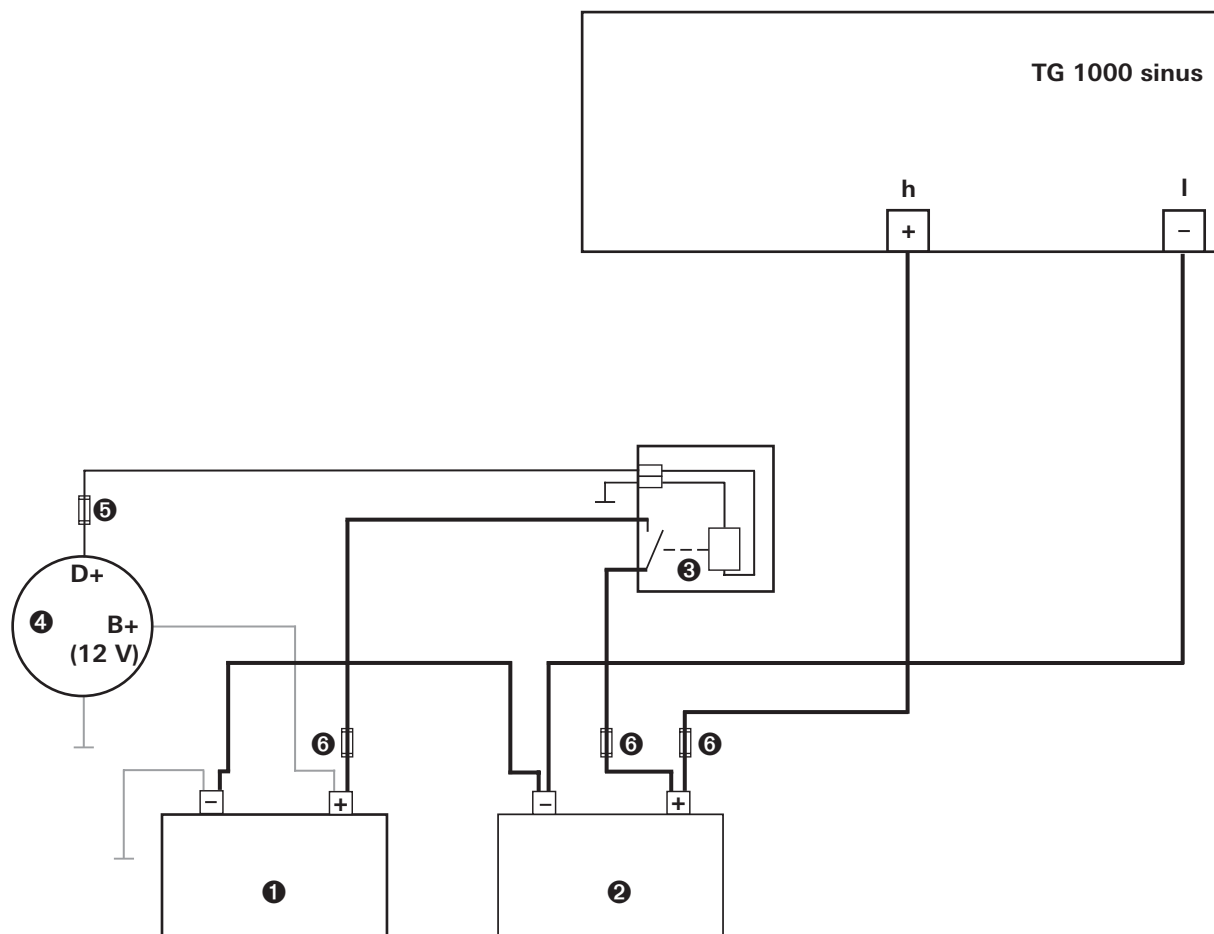 TG 1000 sinus
h
l
+
–
❺
D+
❸
❹
B+
(12 V)
❻
❻
❻
–
+
–
+
❶
❷